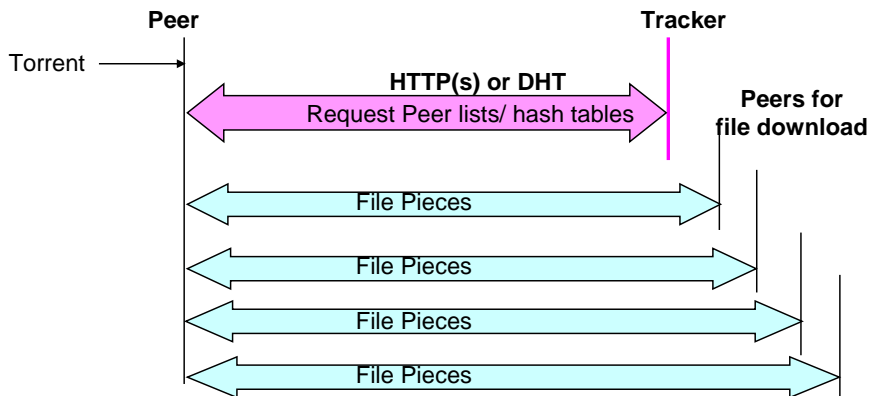 Peer
Tracker
Torrent
HTTP(s) or DHT
Request Peer lists/ hash tables
Peers for
file download
File Pieces
File Pieces
File Pieces
File Pieces